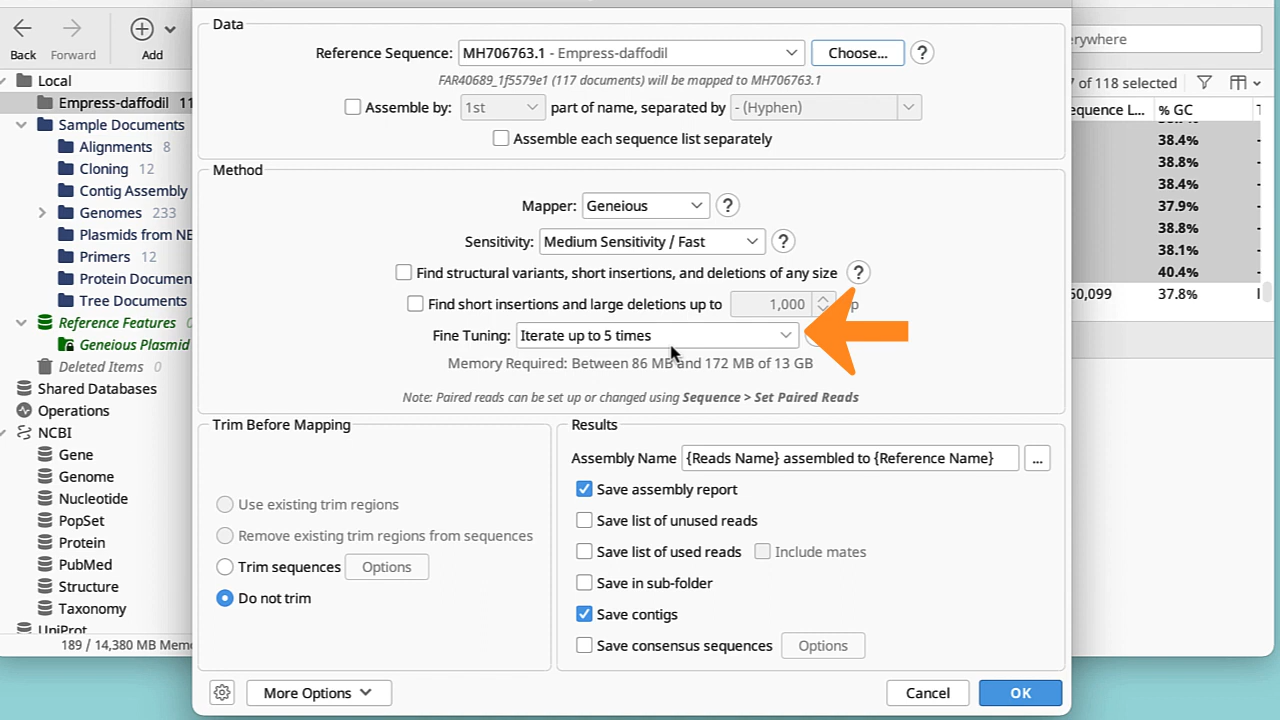 Back
Forward
Add
erywhere
7 of 118 selected
Local
Empress-daffodil 11
Sample Documents
Alignments 8
Cloning 12
Contig Assembly
Genomes 233
Plasmids from NE
Primers 12
Protein Documen
Tree Documents
Reference Features
Geneious Plasmid
Deleted Items 0
Shared Databases
Operations
NCBI
Gene
Genome
Nucleotide
PopSet
Protein
PubMed
Structure
Taxonomy
UniProt
189 / 14,380 MB Memo
Data
Reference Sequence: MH706763.1 - Empress-daffodil Choose... ?
FAR40689_1f5579e1 (117 documents) will be mapped to MH706763.1
Assemble by: 1st part of name, separated by - (Hyphen)
Assemble each sequence list separately
Method
Mapper: Geneious ?
Sensitivity: Medium Sensitivity / Fast ?
Find structural variants, short insertions, and deletions of any size ?
Find short insertions and large deletions up to 1,000 p
Fine Tuning: Iterate up to 5 times
Memory Required: Between 86 MB and 172 MB of 13 GB
Note: Paired reads can be set up or changed using Sequence > Set Paired Reads
Trim Before Mapping
Use existing trim regions
Remove existing trim regions from sequences
Trim sequences Options
Do not trim
Results
Assembly Name {Reads Name} assembled to {Reference Name} ...
Save assembly report
Save list of unused reads
Save list of used reads Include mates
Save in sub-folder
Save contigs
Save consensus sequences Options
More Options
Cancel
OK
equence L... % GC
38.4%
38.8%
38.4%
37.9%
38.8%
38.1%
40.4%
50,099 37.8%